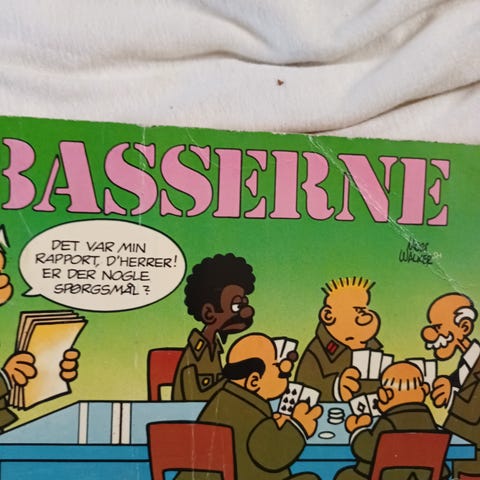 BASSERNE
DET VAR MIN
RAPPORT, D'HERRER!
ER DER NOGLE
SPØRGSMÅL?
MORT
WALKER